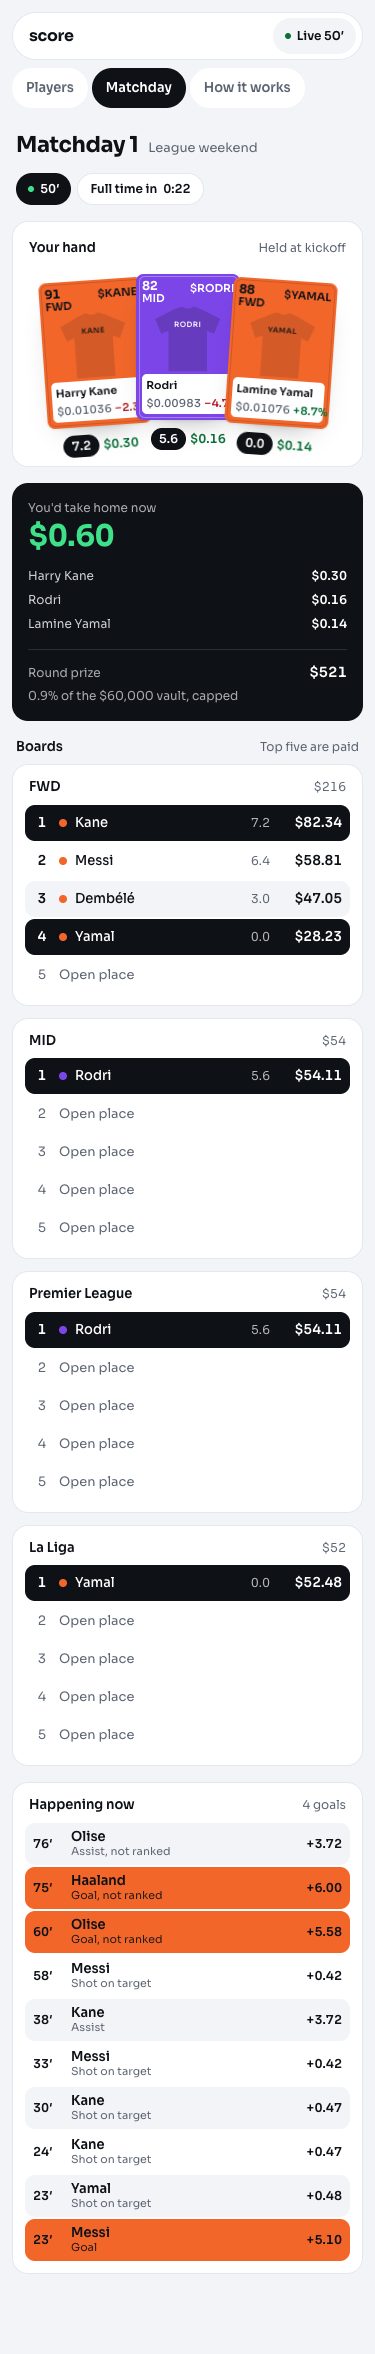 score
Live 50′
Players
Matchday
How it works
Matchday 1 League weekend
50′
Full time in 0:22
Your hand
Held at kickoff
91
FWD
$KANE
KANE
Harry Kane
$0.01036
7.2 $0.30
82
MID
$RODRI
RODRI
Rodri
$0.00983 −4.7
5.6 $0.16
88
FWD
$YAMAL
YAMAL
Lamine Yamal
$0.01076 +8.7%
0.0 $0.14
You'd take home now
$0.60
Harry Kane $0.30
Rodri $0.16
Lamine Yamal $0.14
Round prize $521
0.9% of the $60,000 vault, capped
Boards Top five are paid
FWD $216
1 Kane 7.2 $82.34
2 Messi 6.4 $58.81
3 Dembélé 3.0 $47.05
4 Yamal 0.0 $28.23
5 Open place
MID $54
1 Rodri 5.6 $54.11
2 Open place
3 Open place
4 Open place
5 Open place
Premier League $54
1 Rodri 5.6 $54.11
2 Open place
3 Open place
4 Open place
5 Open place
La Liga $52
1 Yamal 0.0 $52.48
2 Open place
3 Open place
4 Open place
5 Open place
Happening now 4 goals
76′ Olise +3.72
Assist, not ranked
75′ Haaland +6.00
Goal, not ranked
60′ Olise +5.58
Goal, not ranked
58′ Messi +0.42
Shot on target
38′ Kane +3.72
Assist
33′ Messi +0.42
Shot on target
30′ Kane +0.47
Shot on target
24′ Kane +0.47
Shot on target
23′ Yamal +0.48
Shot on target
23′ Messi +5.10
Goal